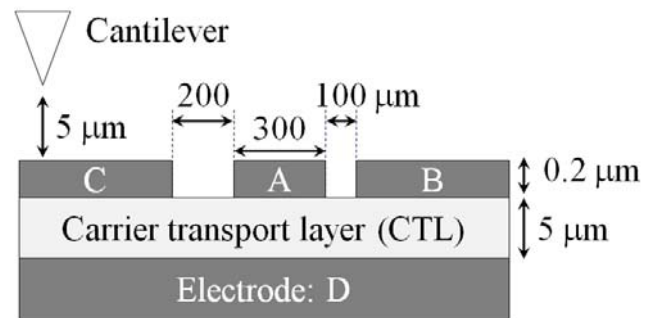 Cantilever
200
100 μm
5 μm
300
C
A
B
0.2 μm
Carrier transport layer (CTL)
5 μm
Electrode: D